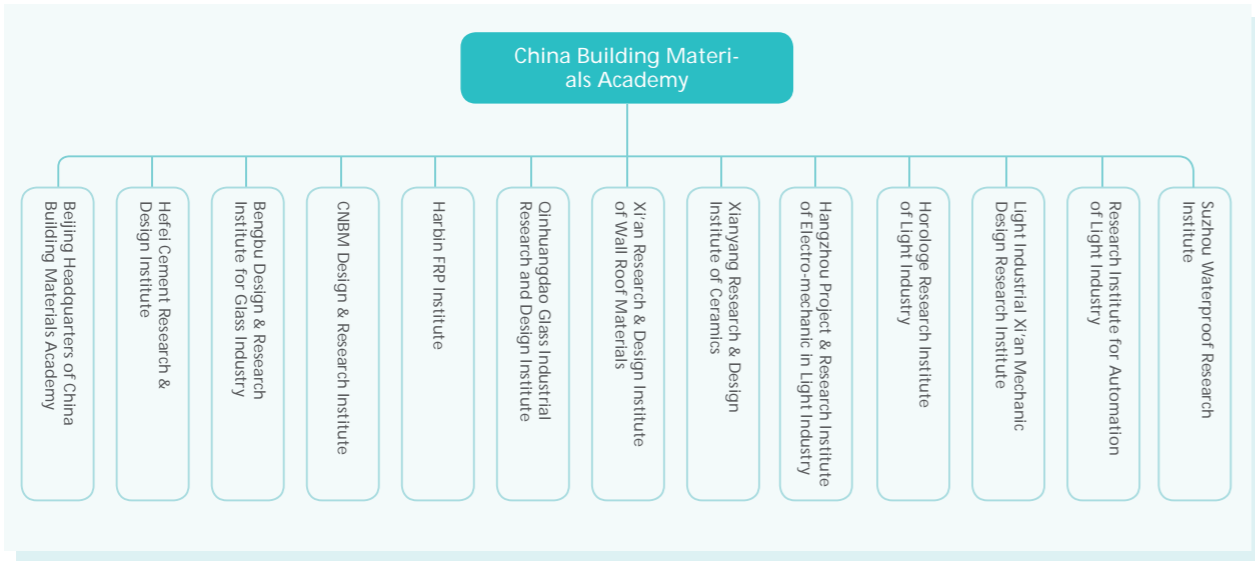 China Building Materi-
als Academy
Beijing Headquarters of China
Building Materials Academy
Hefei Cement Research &
Design Institute
Bengbu Design & Research
Institute for Glass Industry
CNBM Design & Research Institute
Harbin FRP Institute
Qinhuangdao Glass Industrial
Research and Design Institute
Xi'an Research & Design Institute
of Wall Roof Materials
Xianyang Research & Design
Institute of Ceramics
Hangzhou Project & Research Institute
of Electro-mechanic in Light Industry
Horologe Research Institute
of Light Industry
Light Industrial Xi'an Mechanic
Design Research Institute
Research Institute for Automation
of Light Industry
Suzhou Waterproof Research
Institute